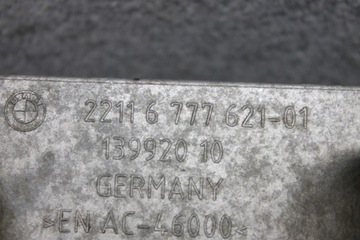 2211 6 777 621-01
139920 10
GERMANY
>EN AC-46000<